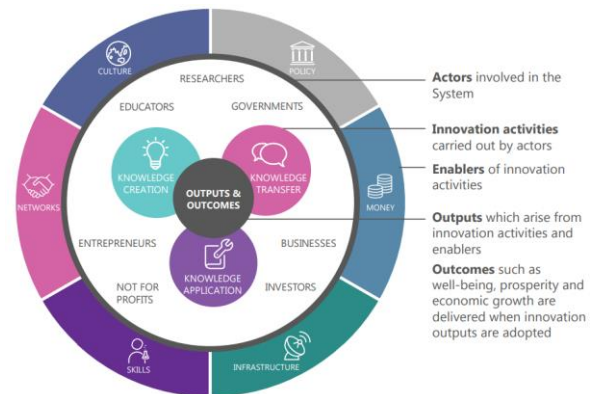 CULTURE
POLICY
RESEARCHERS
EDUCATORS
GOVERNMENTS
KNOWLEDGE
CREATION
KNOWLEDGE
TRANSFER
OUTPUTS &
OUTCOMES
NETWORKS
MONEY
ENTREPRENEURS
BUSINESSES
KNOWLEDGE
APPLICATION
NOT FOR
PROFITS
INVESTORS
SKILLS
INFRASTRUCTURE
Actors involved in the
System
Innovation activities
carried out by actors
Enablers of innovation
activities
Outputs which arise from
innovation activities and
enablers
Outcomes such as
well-being, prosperity and
economic growth are
delivered when innovation
outputs are adopted